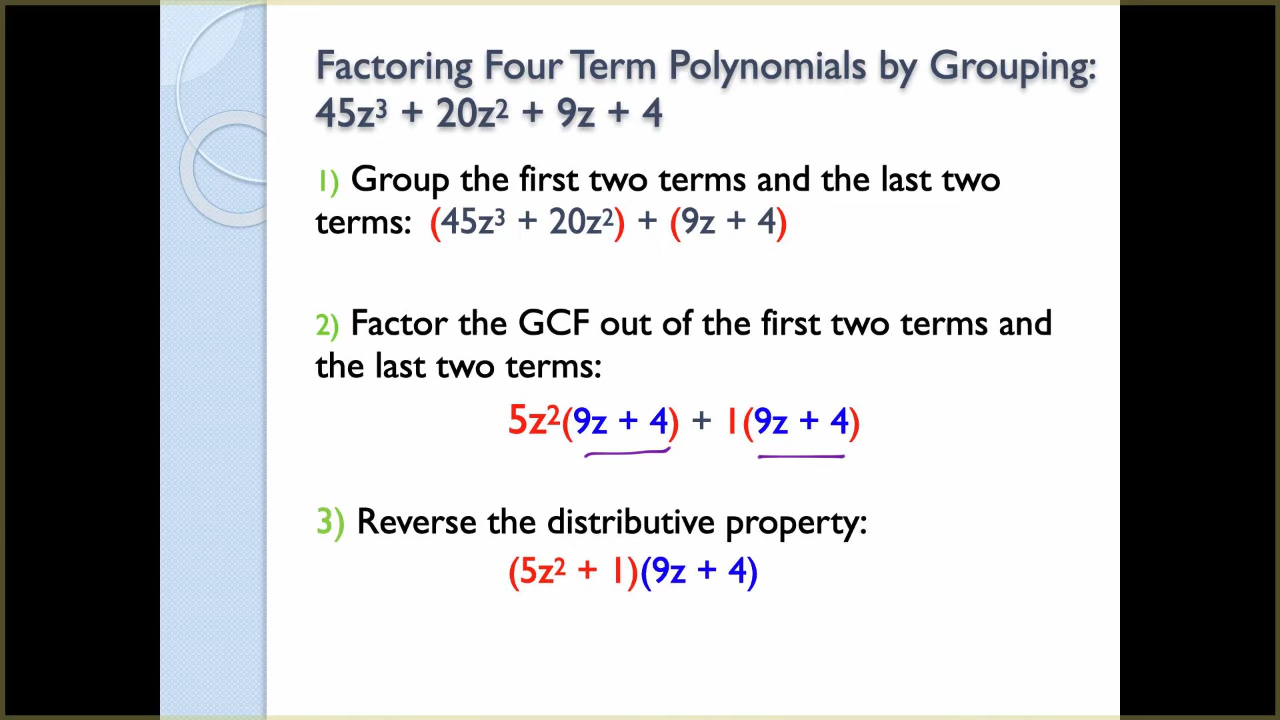 Factoring Four Term Polynomials by Grouping:
45z³ + 20z² + 9z + 4
1) Group the first two terms and the last two
terms: (45z³ + 20z²) + (9z + 4)
2) Factor the GCF out of the first two terms and
the last two terms:
5z²(9z + 4) + 1(9z + 4)
3) Reverse the distributive property:
(5z² + 1)(9z + 4)